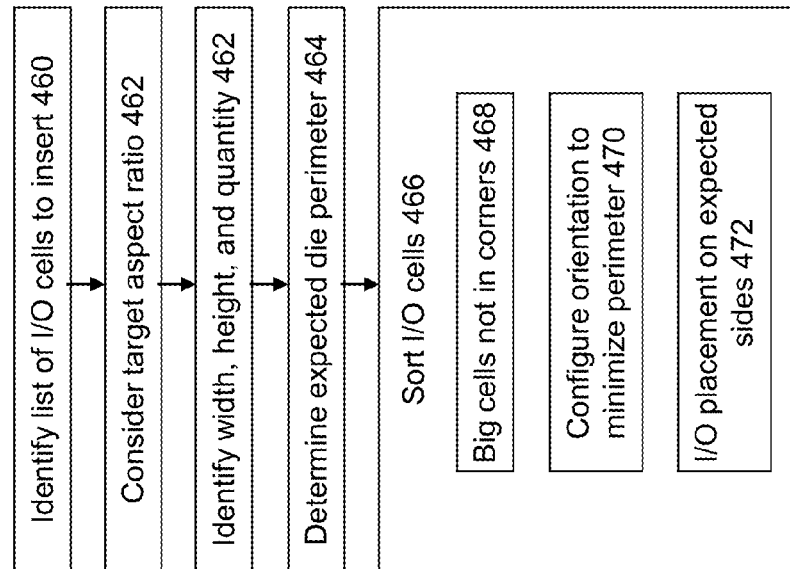 Identify list of I/O cells to insert 460
Consider target aspect ratio 462
Identify width, height, and quantity 462
Determine expected die perimeter 464
Sort I/O cells 466
Big cells not in corners 468
Configure orientation to
minimize perimeter 470
I/O placement on expected
sides 472